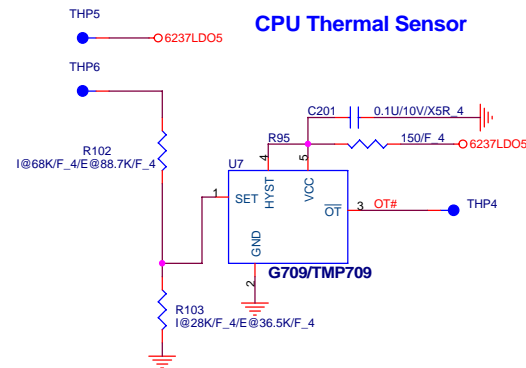 THP5
CPU Thermal Sensor
6237LDO5
THP6
C201
0.1U/10V/X5R_4
R102
I@68K/F_4/E@88.7K/F_4
R95
150/F_4
6237LDO5
U7
4
5
1
SET
HYST
VCC
OT
3
OT#
THP4
GND
2
G709/TMP709
R103
I@28K/F_4/E@36.5K/F_4